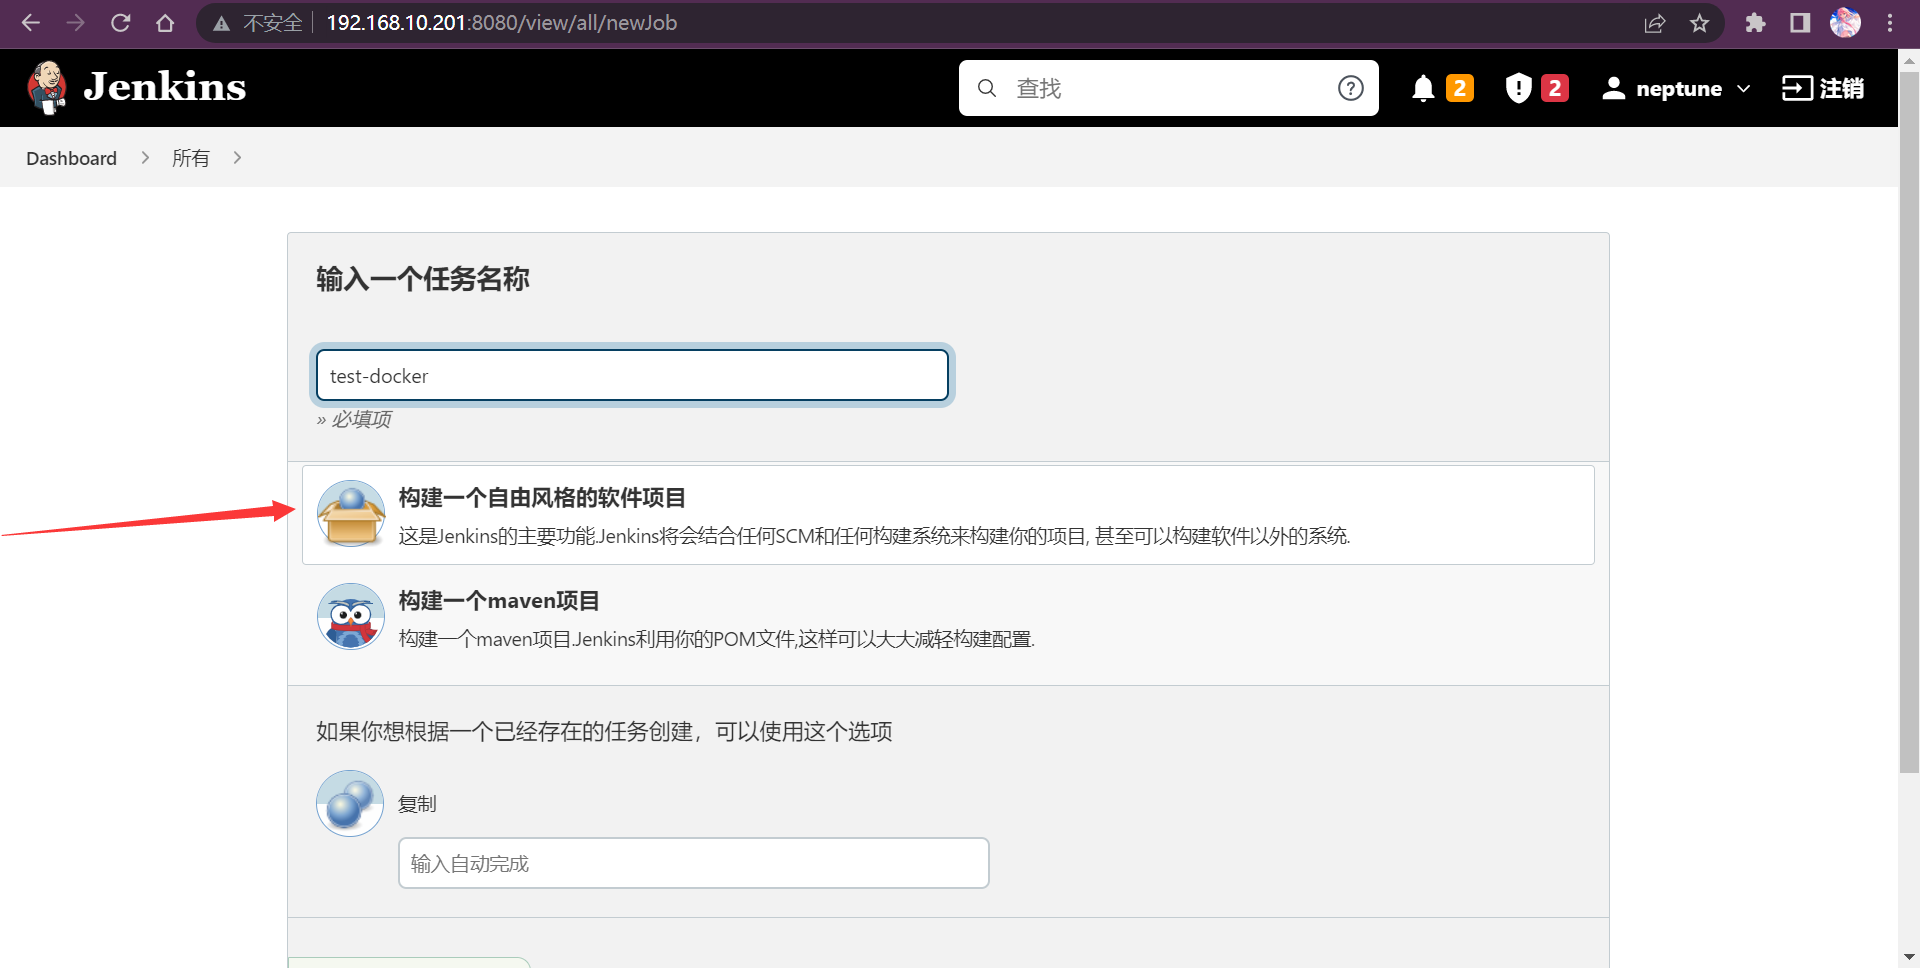 不安全 192.168.10.201:8080/view/all/newJob
Jenkins 查找 2 2 neptune 注销
Dashboard 所有
输入一个任务名称
test-docker
» 必填项
构建一个自由风格的软件项目
这是Jenkins的主要功能.Jenkins将会结合任何SCM和任何构建系统来构建你的项目, 甚至可以构建软件以外的系统.
构建一个maven项目
构建一个maven项目.Jenkins利用你的POM文件,这样可以大大减轻构建配置.
如果你想根据一个已经存在的任务创建，可以使用这个选项
复制
输入自动完成